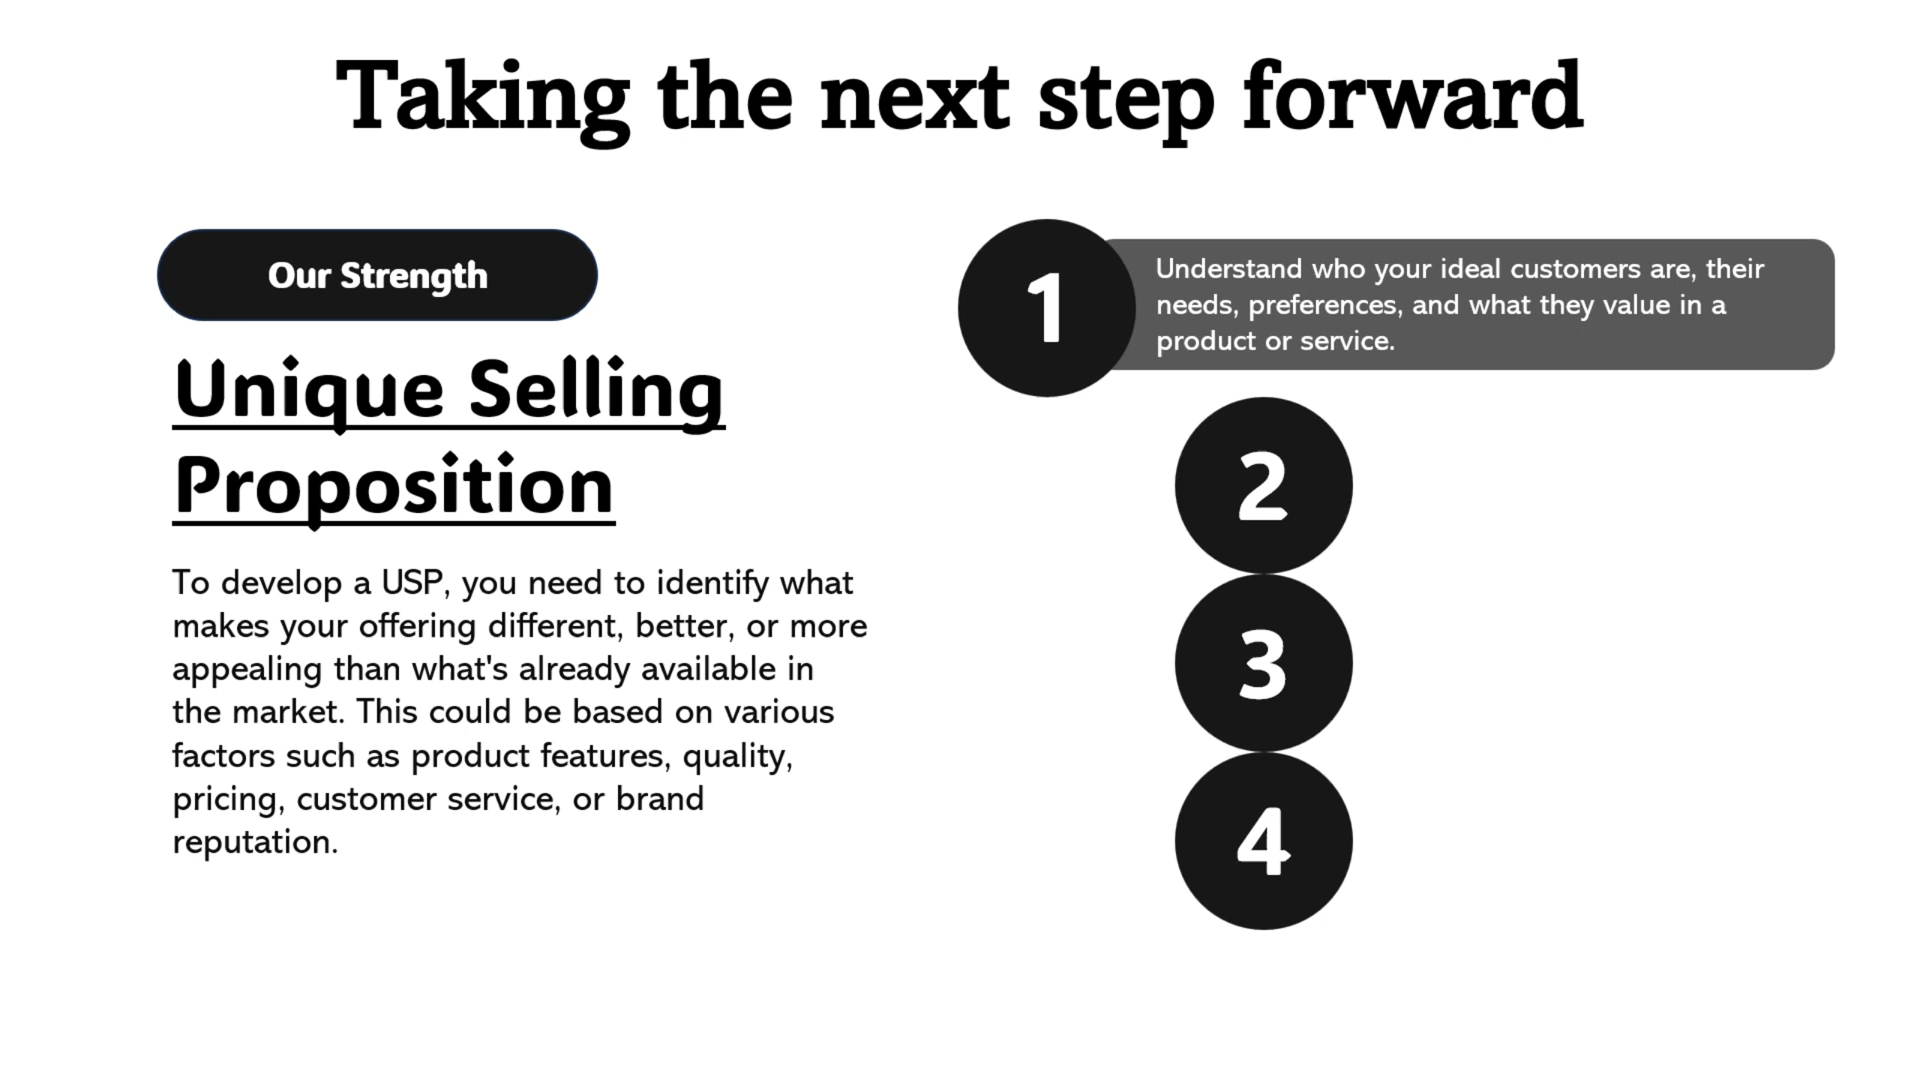 Taking the next step forward
Our Strength
Unique Selling
Proposition
To develop a USP, you need to identify what
makes your offering different, better, or more
appealing than what's already available in
the market. This could be based on various
factors such as product features, quality,
pricing, customer service, or brand
reputation.
1
Understand who your ideal customers are, their
needs, preferences, and what they value in a
product or service.
2
3
4